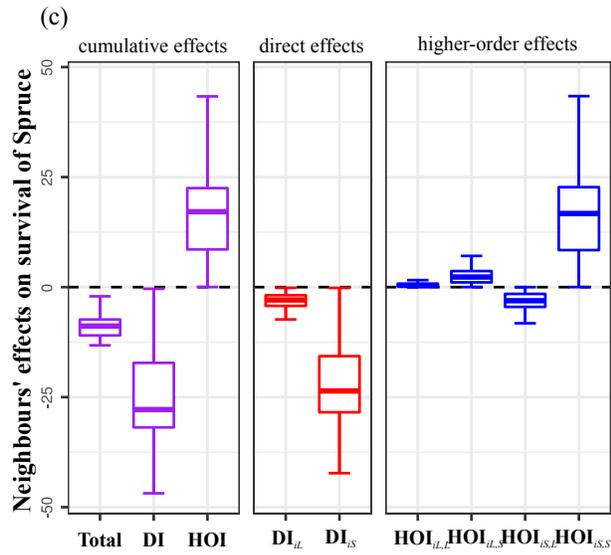 (c)
cumulative effects direct effects higher-order effects
Neighbours' effects on survival of Spruce
50
25
0
-25
-50
Total DI HOI DI_iL DI_iS HOI_iL,L HOI_iL,S HOI_iS,L HOI_iS,S